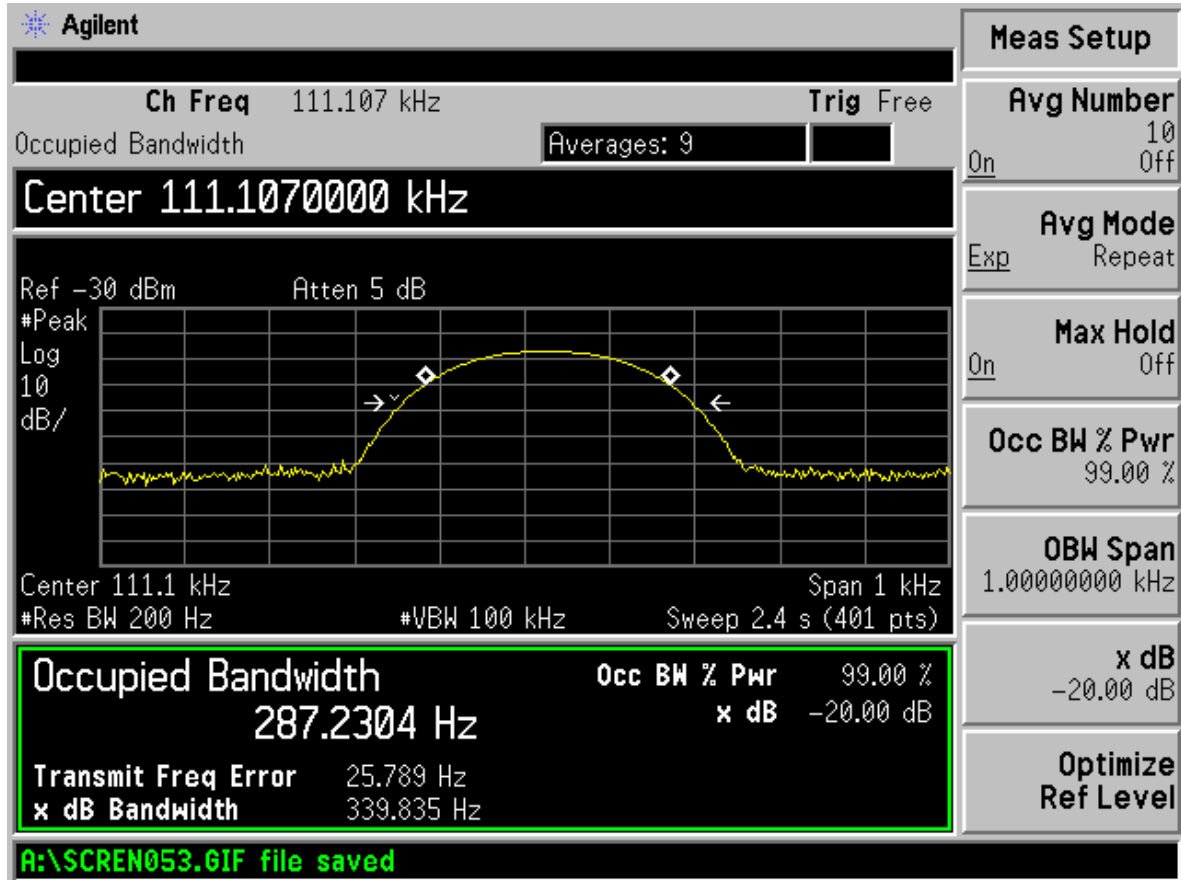 Agilent
Ch Freq 111.107 kHz Trig Free
Occupied Bandwidth Averages: 9
Center 111.1070000 kHz
Ref -30 dBm Atten 5 dB
#Peak
Log
10
dB/
Center 111.1 kHz Span 1 kHz
#Res BW 200 Hz #VBW 100 kHz Sweep 2.4 s (401 pts)
Occupied Bandwidth Occ BW % Pwr 99.00 %
287.2304 Hz x dB -20.00 dB
Transmit Freq Error 25.789 Hz
x dB Bandwidth 339.835 Hz
A:\SCREN053.GIF file saved
Meas Setup
Avg Number
10
On Off
Avg Mode
Exp Repeat
Max Hold
On Off
Occ BW % Pwr
99.00 %
OBW Span
1.00000000 kHz
x dB
-20.00 dB
Optimize
Ref Level